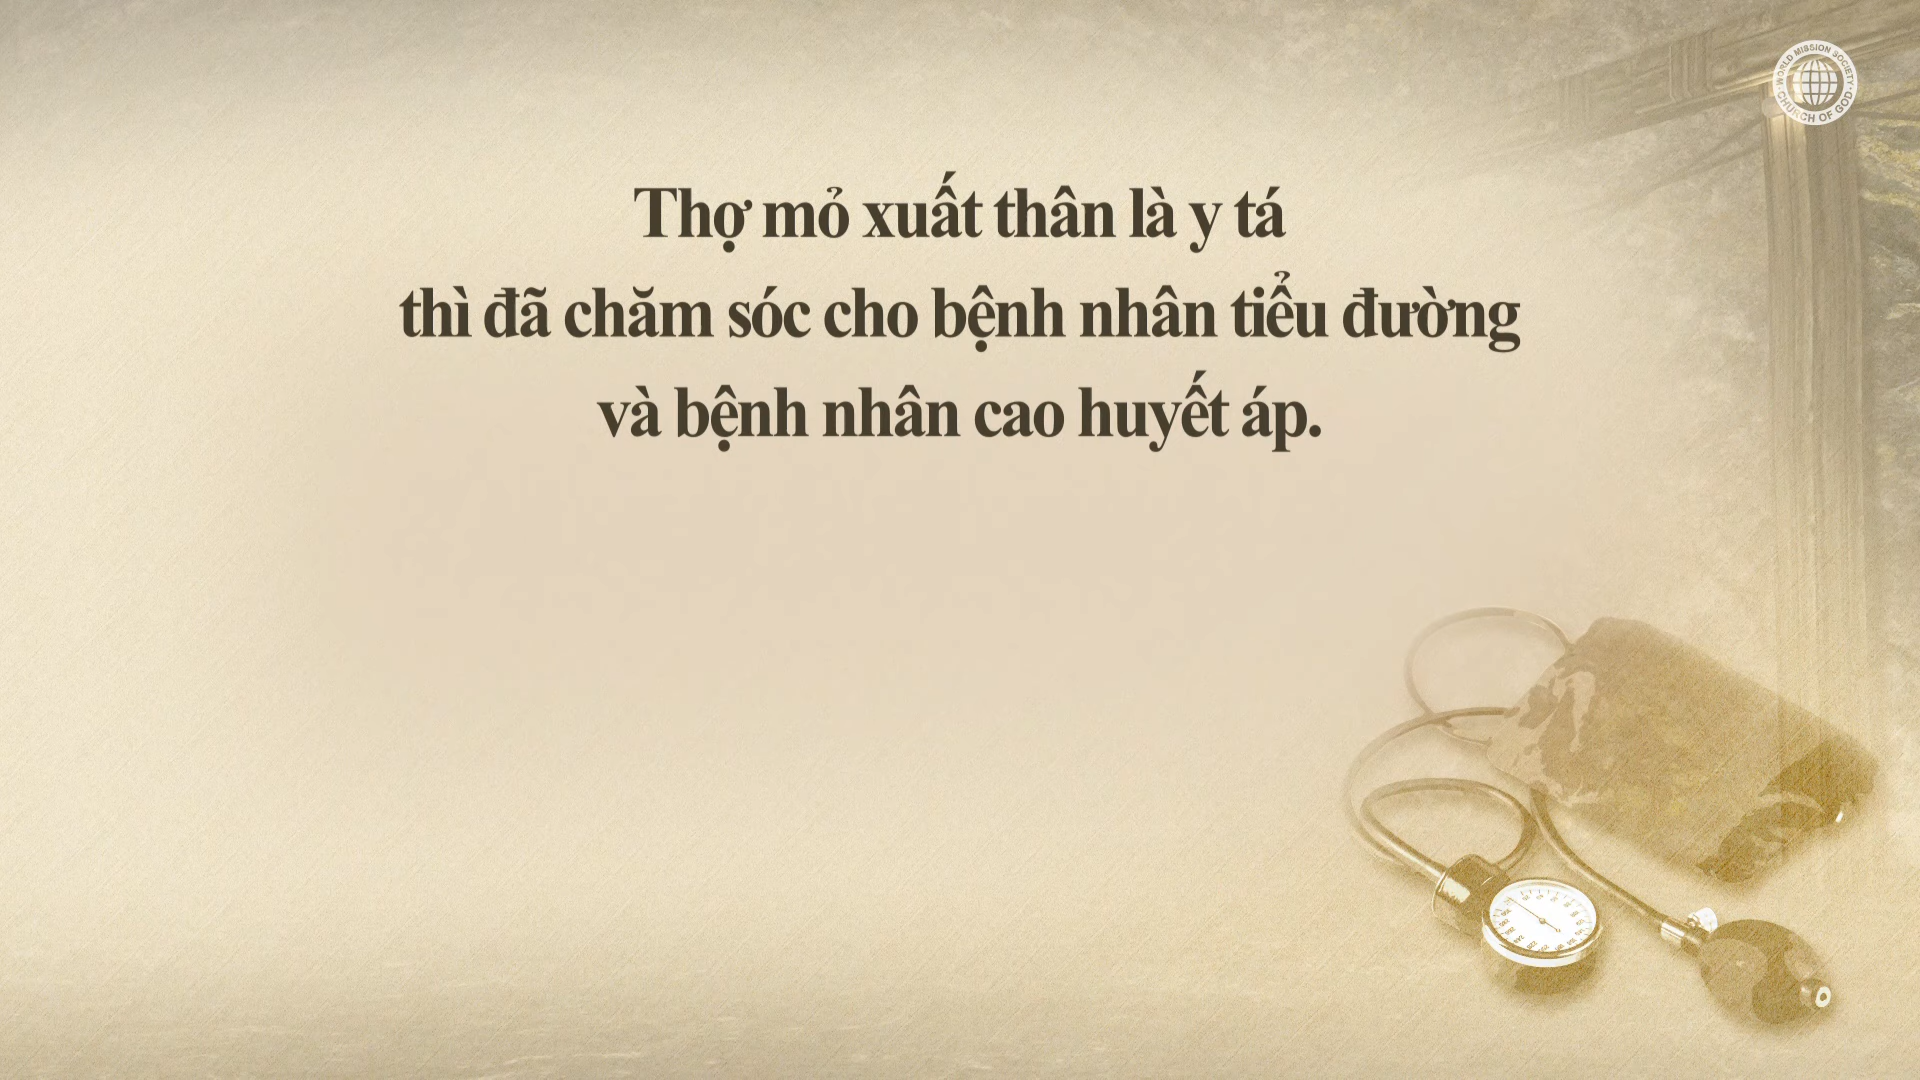 WORLD MISSION SOCIETY
CHURCH OF GOD
Thợ mỏ xuất thân là y tá
thì đã chăm sóc cho bệnh nhân tiểu đường
và bệnh nhân cao huyết áp.